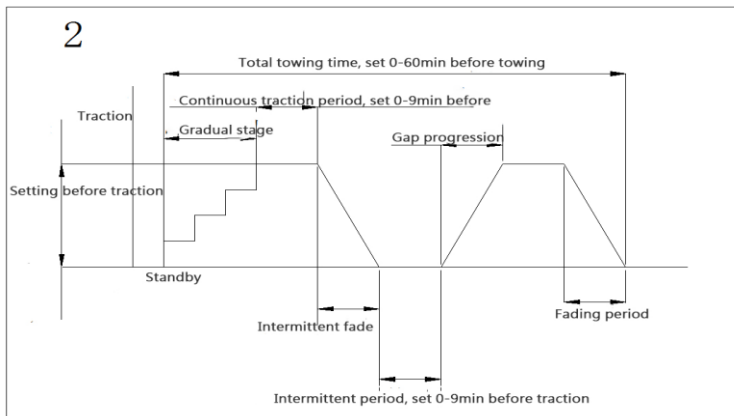 2
Total towing time, set 0-60min before towing
Continuous traction period, set 0-9min before
Traction
Gradual stage
Gap progression
Setting before traction
Standby
Intermittent fade
Fading period
Intermittent period, set 0-9min before traction